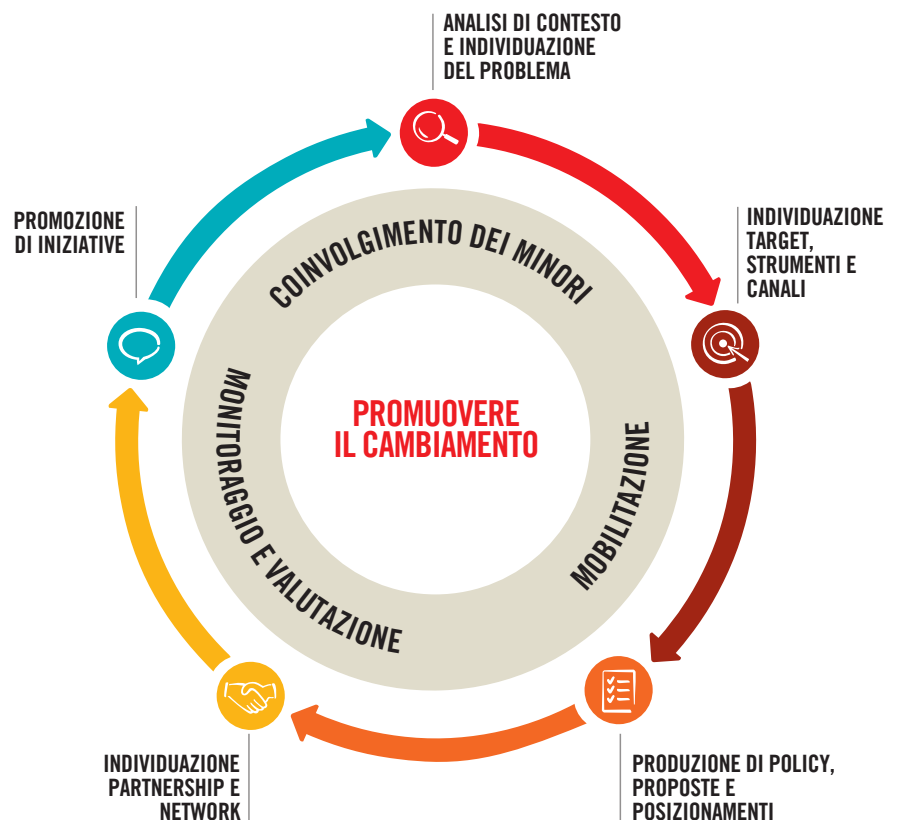 ANALISI DI CONTESTO
E INDIVIDUAZIONE
DEL PROBLEMA
INDIVIDUAZIONE
TARGET,
STRUMENTI E
CANALI
PRODUZIONE DI POLICY,
PROPOSTE E
POSIZIONAMENTI
INDIVIDUAZIONE
PARTNERSHIP E
NETWORK
PROMOZIONE
DI INIZIATIVE
COINVOLGIMENTO DEI MINORI
MOBILITAZIONE
MONITORAGGIO E VALUTAZIONE
PROMUOVERE
IL CAMBIAMENTO